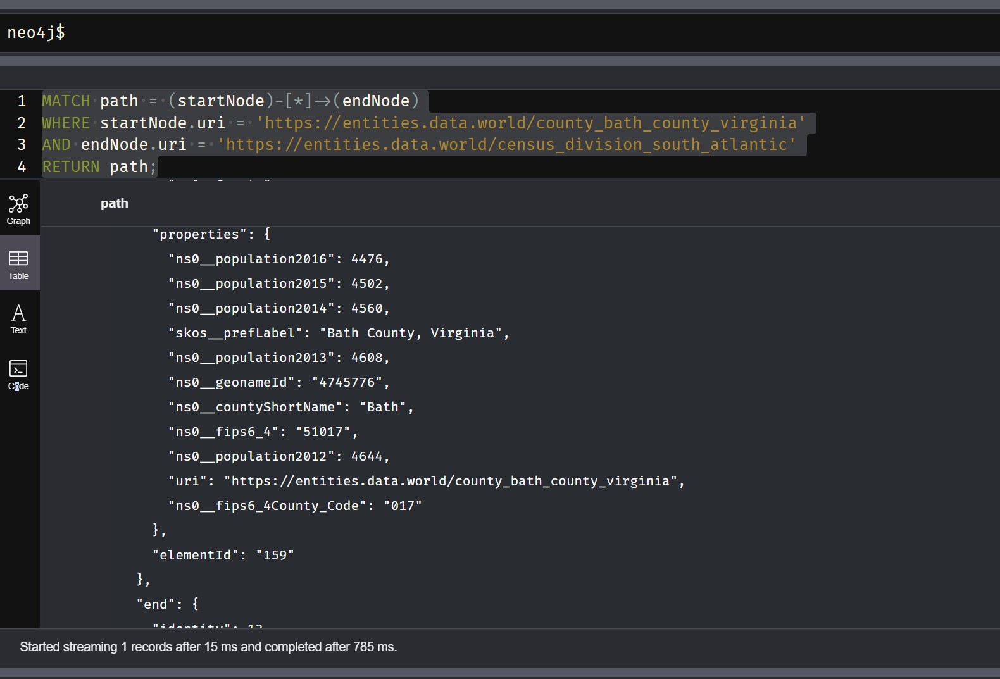 neo4j$
1 MATCH path = (startNode)-[*]->(endNode)
2 WHERE startNode.uri = 'https://entities.data.world/county_bath_county_virginia'
3 AND endNode.uri = 'https://entities.data.world/census_division_south_atlantic'
4 RETURN path;
Graph
Table
Text
Code
path
"properties": {
"ns0__population2016": 4476,
"ns0__population2015": 4502,
"ns0__population2014": 4560,
"skos__prefLabel": "Bath County, Virginia",
"ns0__population2013": 4608,
"ns0__geonameId": "4745776",
"ns0__countyShortName": "Bath",
"ns0__fips6_4": "51017",
"ns0__population2012": 4644,
"uri": "https://entities.data.world/county_bath_county_virginia",
"ns0__fips6_4County_Code": "017"
},
"elementId": "159"
},
"end": {
"identity": 13
Started streaming 1 records after 15 ms and completed after 785 ms.